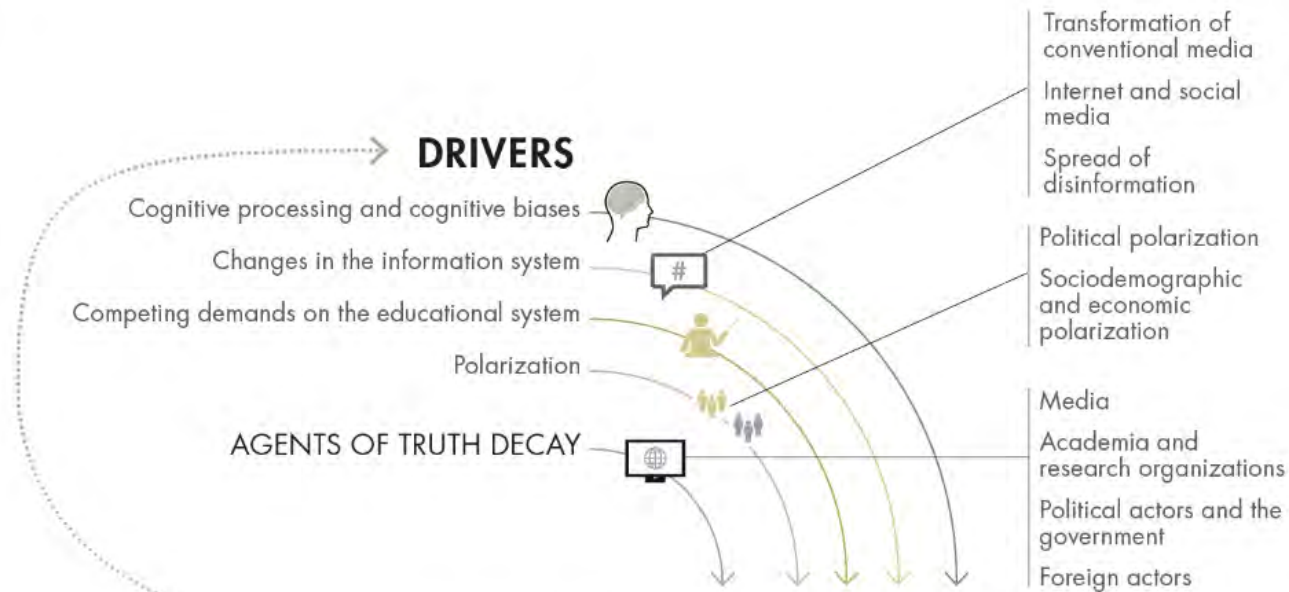 DRIVERS
Cognitive processing and cognitive biases
Changes in the information system
#
Competing demands on the educational system
Polarization
AGENTS OF TRUTH DECAY
Transformation of
conventional media
Internet and social
media
Spread of
disinformation
Political polarization
Sociodemographic
and economic
polarization
Media
Academia and
research organizations
Political actors and the
government
Foreign actors